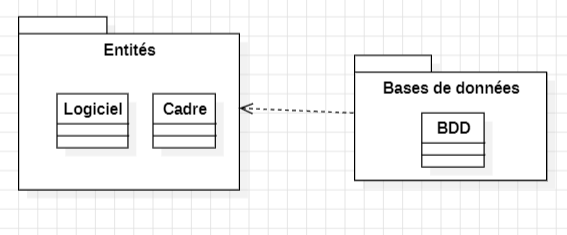 Entités
Logiciel
Cadre
Bases de données
BDD